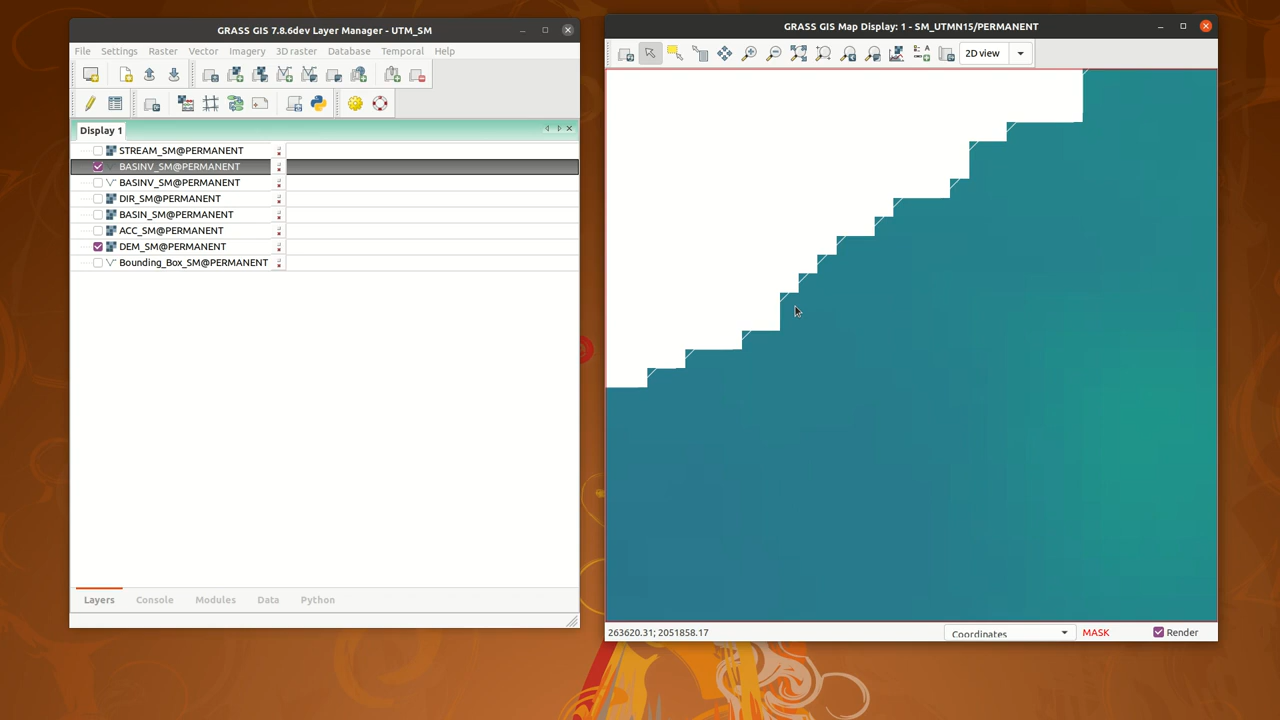 GRASS GIS 7.8.6dev Layer Manager - UTM_SM
File Settings Raster Vector Imagery 3D raster Database Temporal Help
Display 1
STREAM_SM@PERMANENT
BASINV_SM@PERMANENT
BASINV_SM@PERMANENT
DIR_SM@PERMANENT
BASIN_SM@PERMANENT
ACC_SM@PERMANENT
DEM_SM@PERMANENT
Bounding_Box_SM@PERMANENT
Layers Console Modules Data Python
GRASS GIS Map Display: 1 - SM_UTMN15/PERMANENT
2D view
263620.31; 2051858.17
Coordinates
MASK
Render